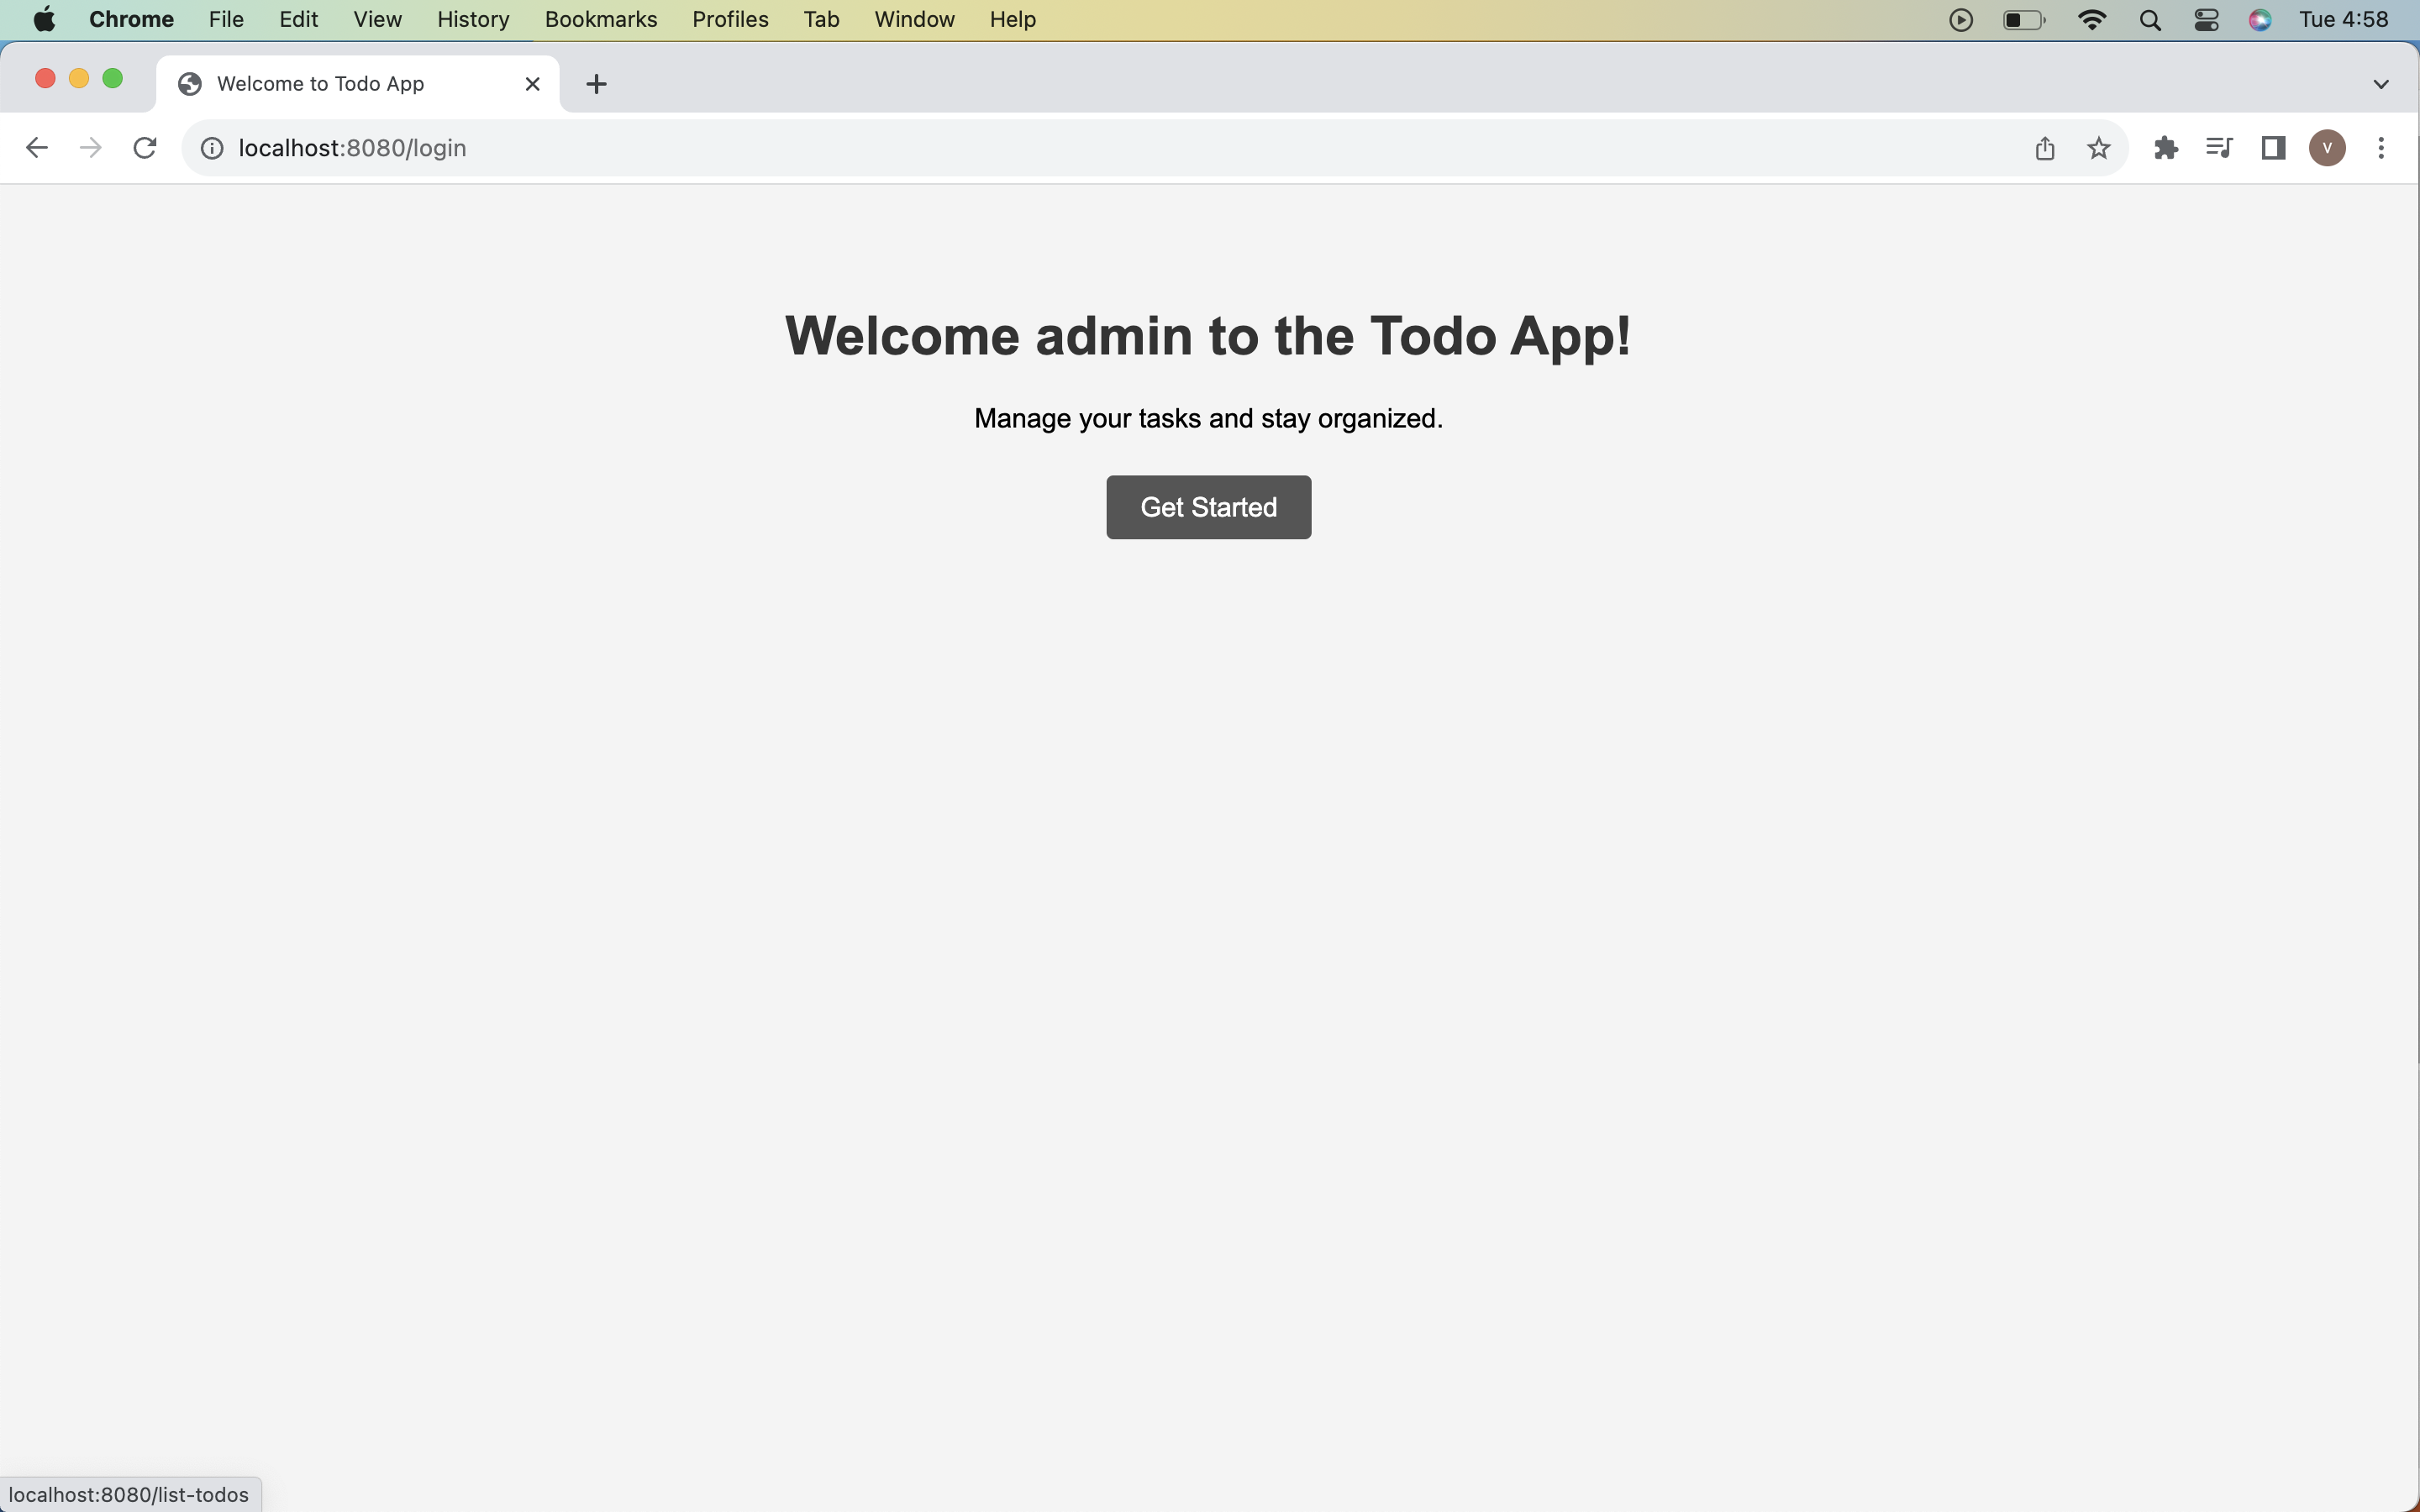 Chrome File Edit View History Bookmarks Profiles Tab Window Help Tue 4:58
Welcome to Todo App
localhost:8080/login
V
Welcome admin to the Todo App!
Manage your tasks and stay organized.
Get Started
localhost:8080/list-todos